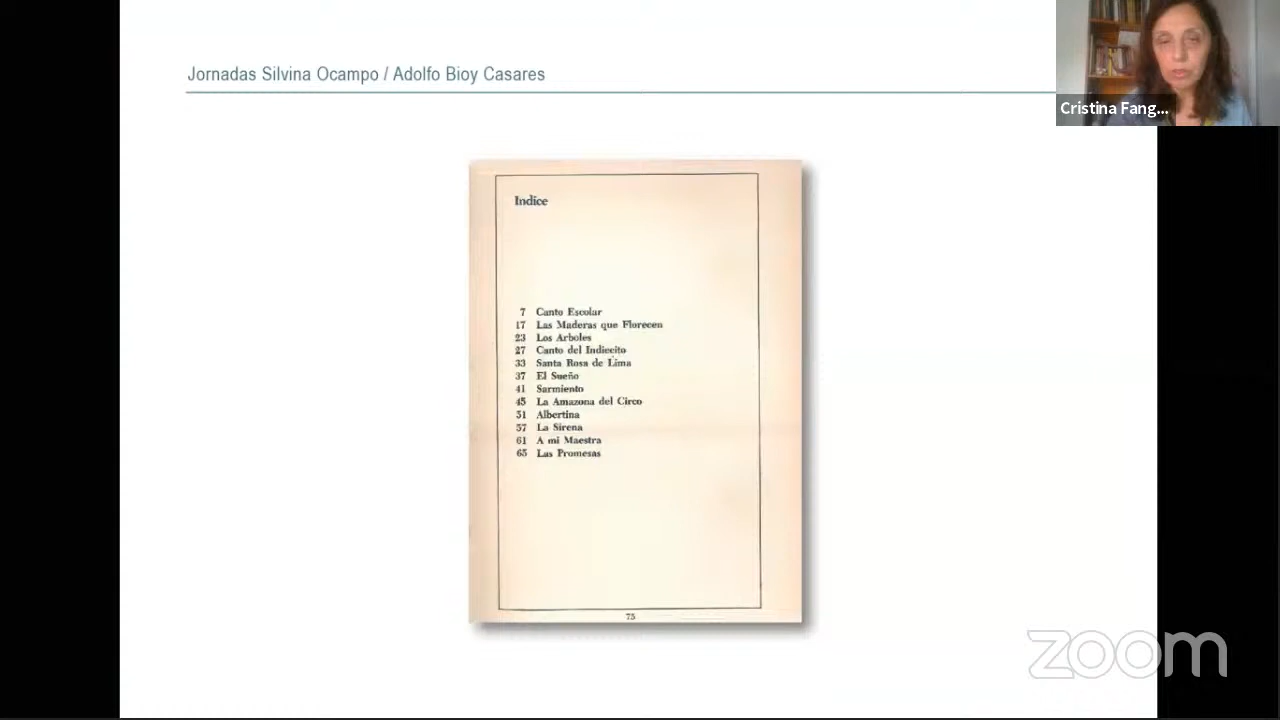 Jornadas Silvina Ocampo / Adolfo Bioy Casares
Cristina Fang...
Indice
7 Canto Escolar
17 Las Maderas que Florecen
23 Los Arboles
27 Canto del Indiecito
33 Santa Rosa de Lima
37 El Sueño
41 Sarmiento
45 La Amazona del Circo
51 Albertina
57 La Sirena
61 A mi Maestra
65 Las Promesas
75
zoom